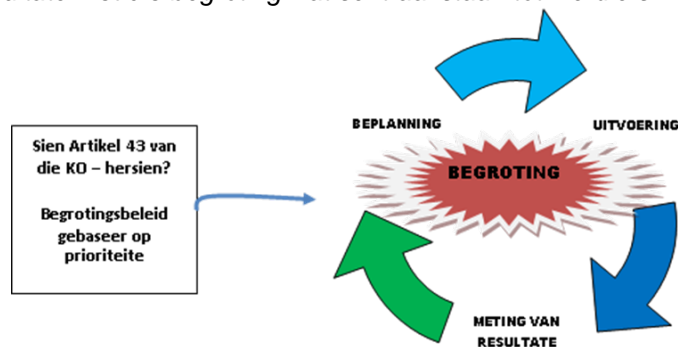 Sien Artikel 43 van
die KO – hersien?
Begrotingsbeleid
gebaseer op
prioriteite
BEPLANNING
UITVOERING
BEGROTING
METING VAN
RESULTATE